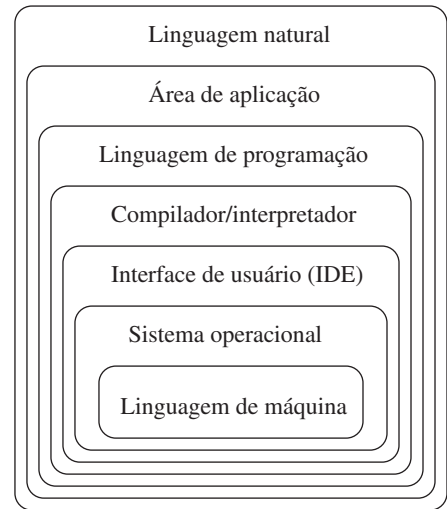 Linguagem natural
Área de aplicação
Linguagem de programação
Compilador/interpretador
Interface de usuário (IDE)
Sistema operacional
Linguagem de máquina